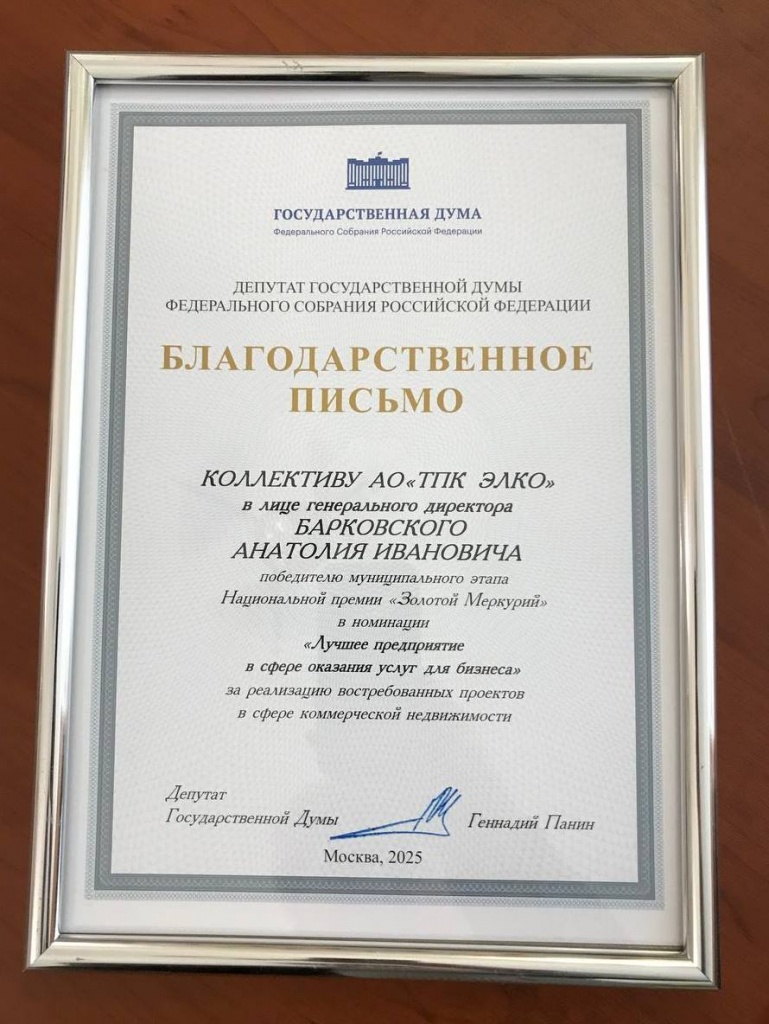 ГОСУДАРСТВЕННАЯ ДУМА
Федерального Собрания Российской Федерации
ДЕПУТАТ ГОСУДАРСТВЕННОЙ ДУМЫ
ФЕДЕРАЛЬНОГО СОБРАНИЯ РОССИЙСКОЙ ФЕДЕРАЦИИ
БЛАГОДАРСТВЕННОЕ
ПИСЬМО
КОЛЛЕКТИВУ АО «ТПК ЭЛКО»
в лице генерального директора
БАРКОВСКОГО
АНАТОЛИЯ ИВАНОВИЧА
победителю муниципального этапа
Национальной премии «Золотой Меркурий»
в номинации
«Лучшее предприятие
в сфере оказания услуг для бизнеса»
за реализацию востребованных проектов
в сфере коммерческой недвижимости
Депутат
Государственной Думы
Геннадий Панин
Москва, 2025